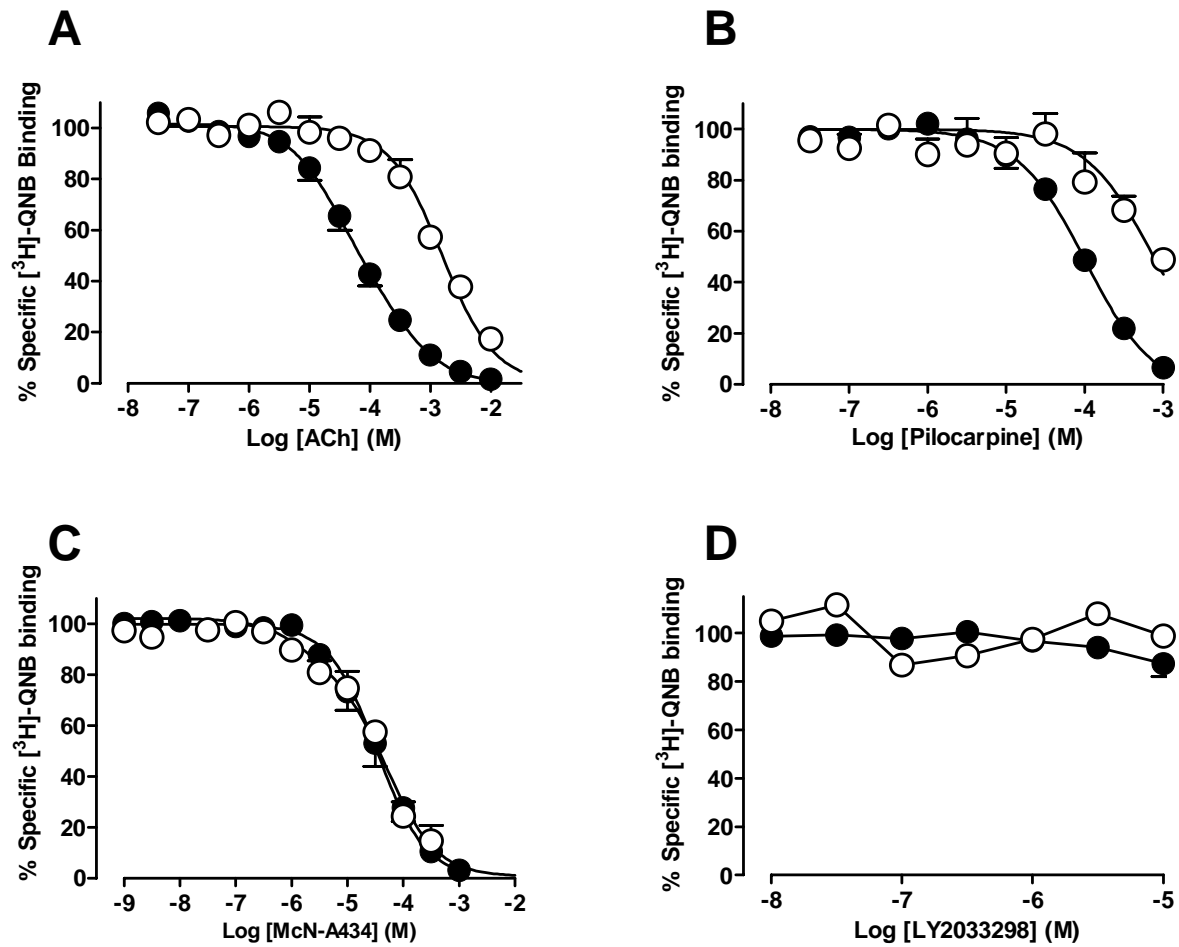 A
% Specific [³H]-QNB Binding
100
80
60
40
20
0
-8 -7 -6 -5 -4 -3 -2
Log [ACh] (M)
B
% Specific [³H]-QNB binding
100
80
60
40
20
0
-8 -7 -6 -5 -4 -3
Log [Pilocarpine] (M)
C
% Specific [³H]-QNB binding
100
80
60
40
20
0
-9 -8 -7 -6 -5 -4 -3 -2
Log [McN-A434] (M)
D
% Specific [³H]-QNB binding
100
80
60
40
20
0
-8 -7 -6 -5
Log [LY2033298] (M)